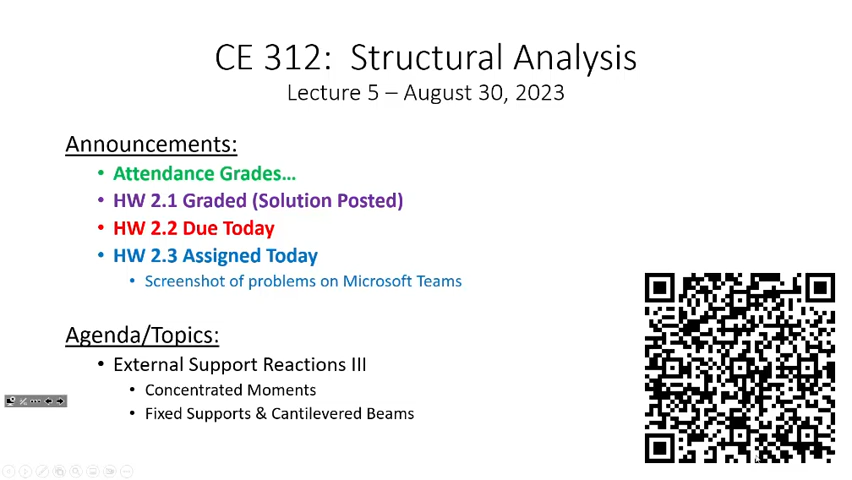 CE 312: Structural Analysis
Lecture 5 – August 30, 2023
Announcements:
• Attendance Grades…
• HW 2.1 Graded (Solution Posted)
• HW 2.2 Due Today
• HW 2.3 Assigned Today
• Screenshot of problems on Microsoft Teams
Agenda/Topics:
• External Support Reactions III
• Concentrated Moments
• Fixed Supports & Cantilevered Beams